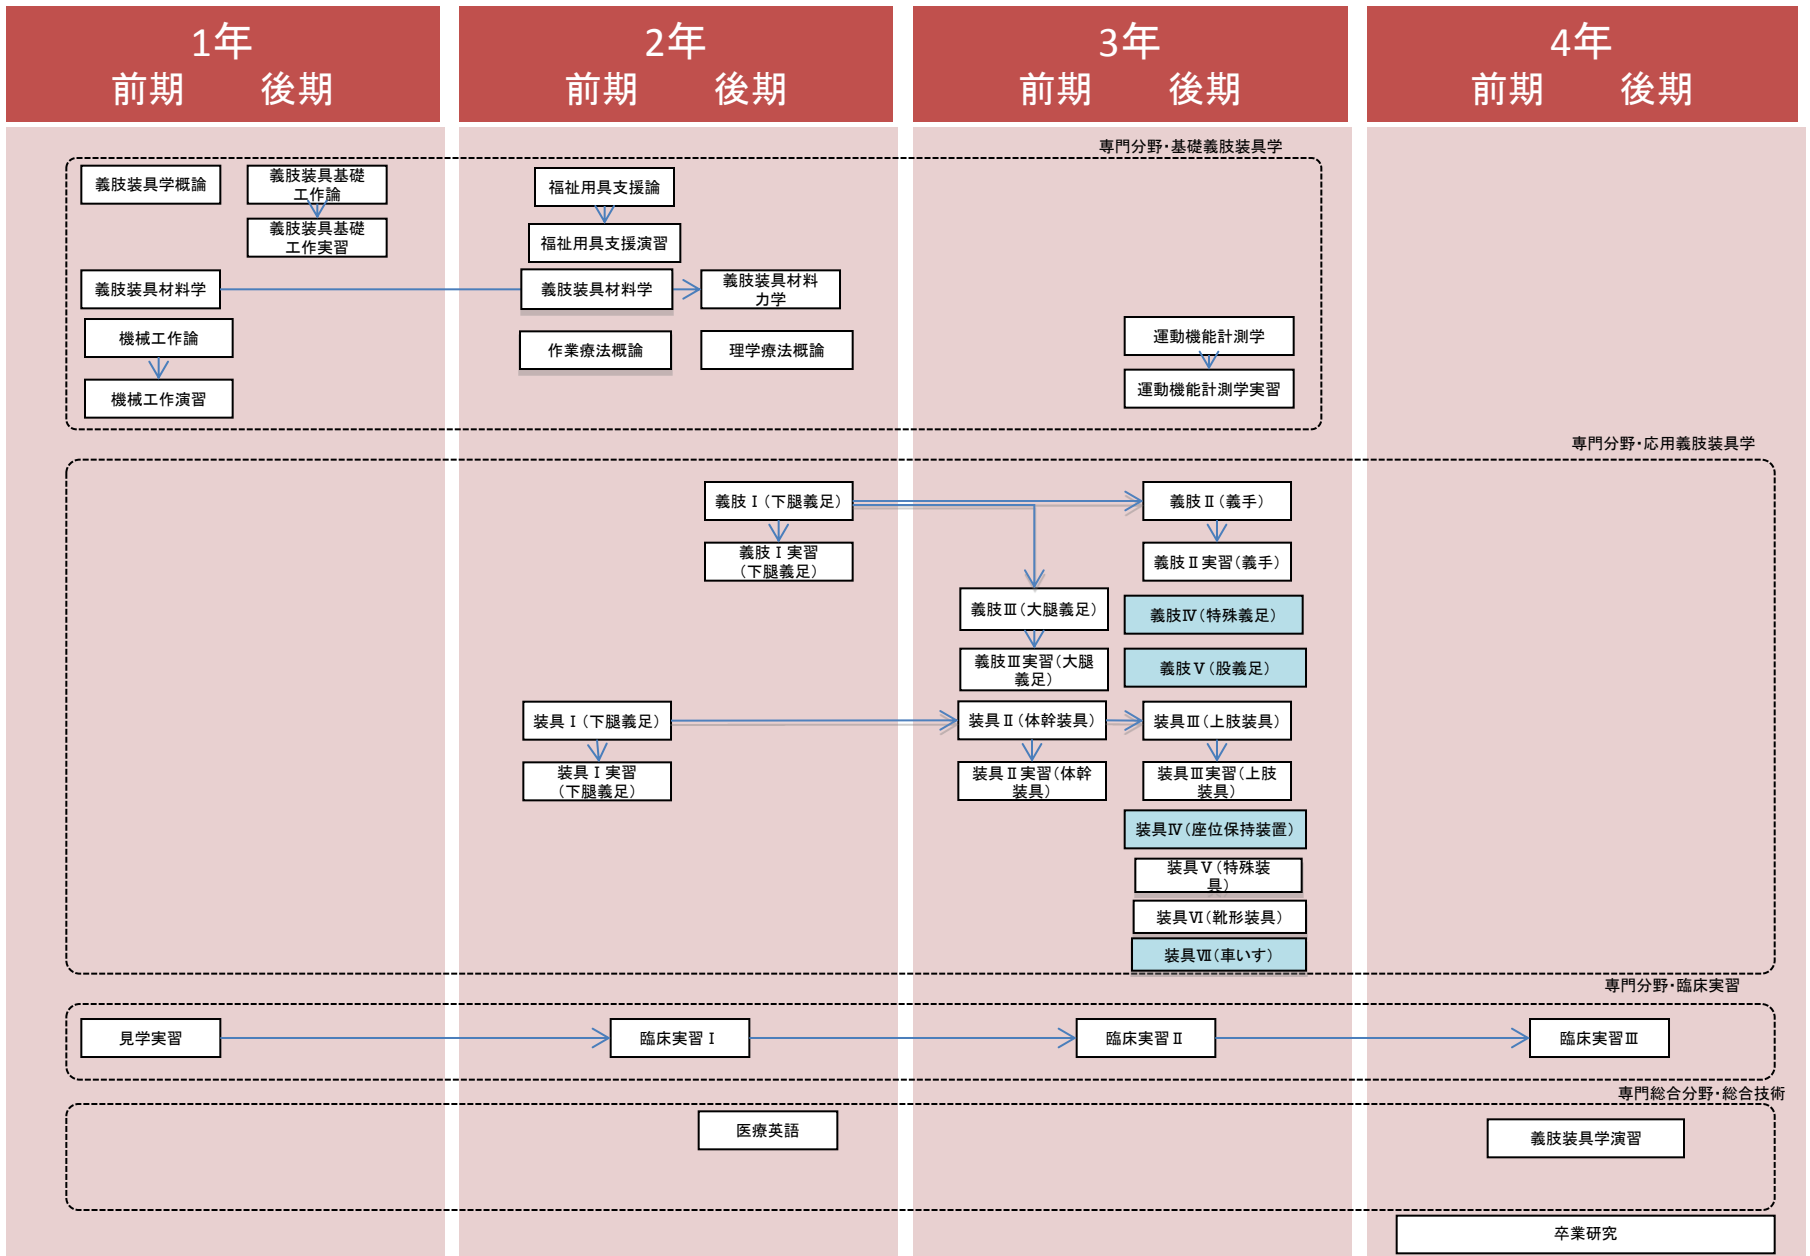 1年
前期 後期
2年
前期 後期
3年
前期 後期
4年
前期 後期
専門分野・基礎義肢装具学
義肢装具学概論
義肢装具基礎
工作論
義肢装具基礎
工作実習
福祉用具支援論
福祉用具支援演習
義肢装具材料学
義肢装具材料学
義肢装具材料
力学
機械工作論
機械工作演習
作業療法概論
理学療法概論
運動機能計測学
運動機能計測学実習
専門分野・応用義肢装具学
義肢Ⅰ(下腿義足)
義肢Ⅰ実習
(下腿義足)
義肢Ⅱ(義手)
義肢Ⅱ実習(義手)
義肢Ⅲ(大腿義足)
義肢Ⅲ実習(大腿
義足)
義肢Ⅳ(特殊義足)
義肢Ⅴ(股義足)
装具Ⅰ(下腿義足)
装具Ⅰ実習
(下腿義足)
装具Ⅱ(体幹装具)
装具Ⅱ実習(体幹
装具)
装具Ⅲ(上肢装具)
装具Ⅲ実習(上肢
装具)
装具Ⅳ(座位保持装置)
装具Ⅴ(特殊装
具)
装具Ⅵ(靴形装具)
装具Ⅶ(車いす)
専門分野・臨床実習
見学実習
臨床実習Ⅰ
臨床実習Ⅱ
臨床実習Ⅲ
専門総合分野・総合技術
医療英語
義肢装具学演習
卒業研究